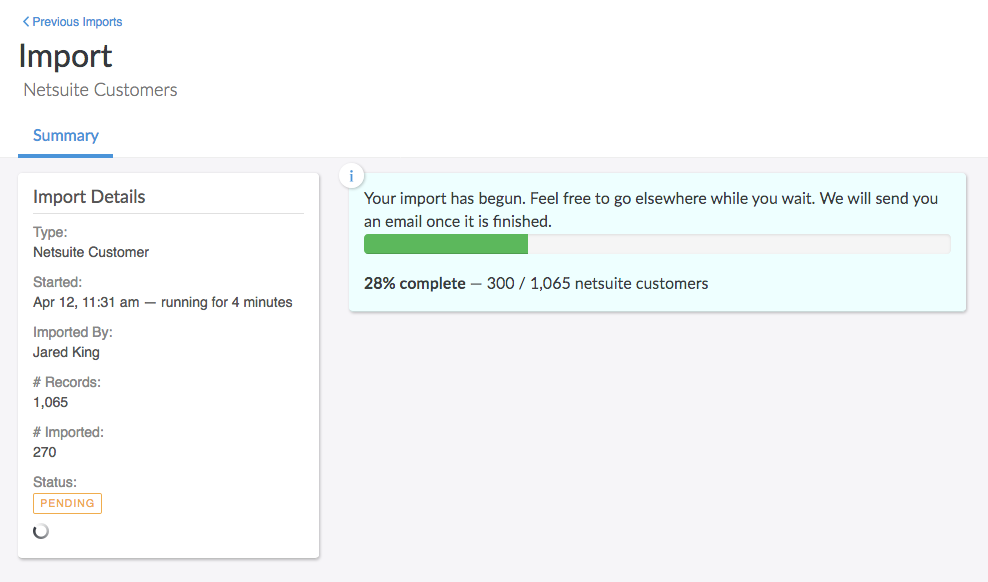 Previous Imports
Import
Netsuite Customers
Summary
Import Details
Type:
Netsuite Customer
Started:
Apr 12, 11:31 am — running for 4 minutes
Imported By:
Jared King
# Records:
1,065
# Imported:
270
Status:
PENDING
i
Your import has begun. Feel free to go elsewhere while you wait. We will send you
an email once it is finished.
28% complete — 300 / 1,065 netsuite customers